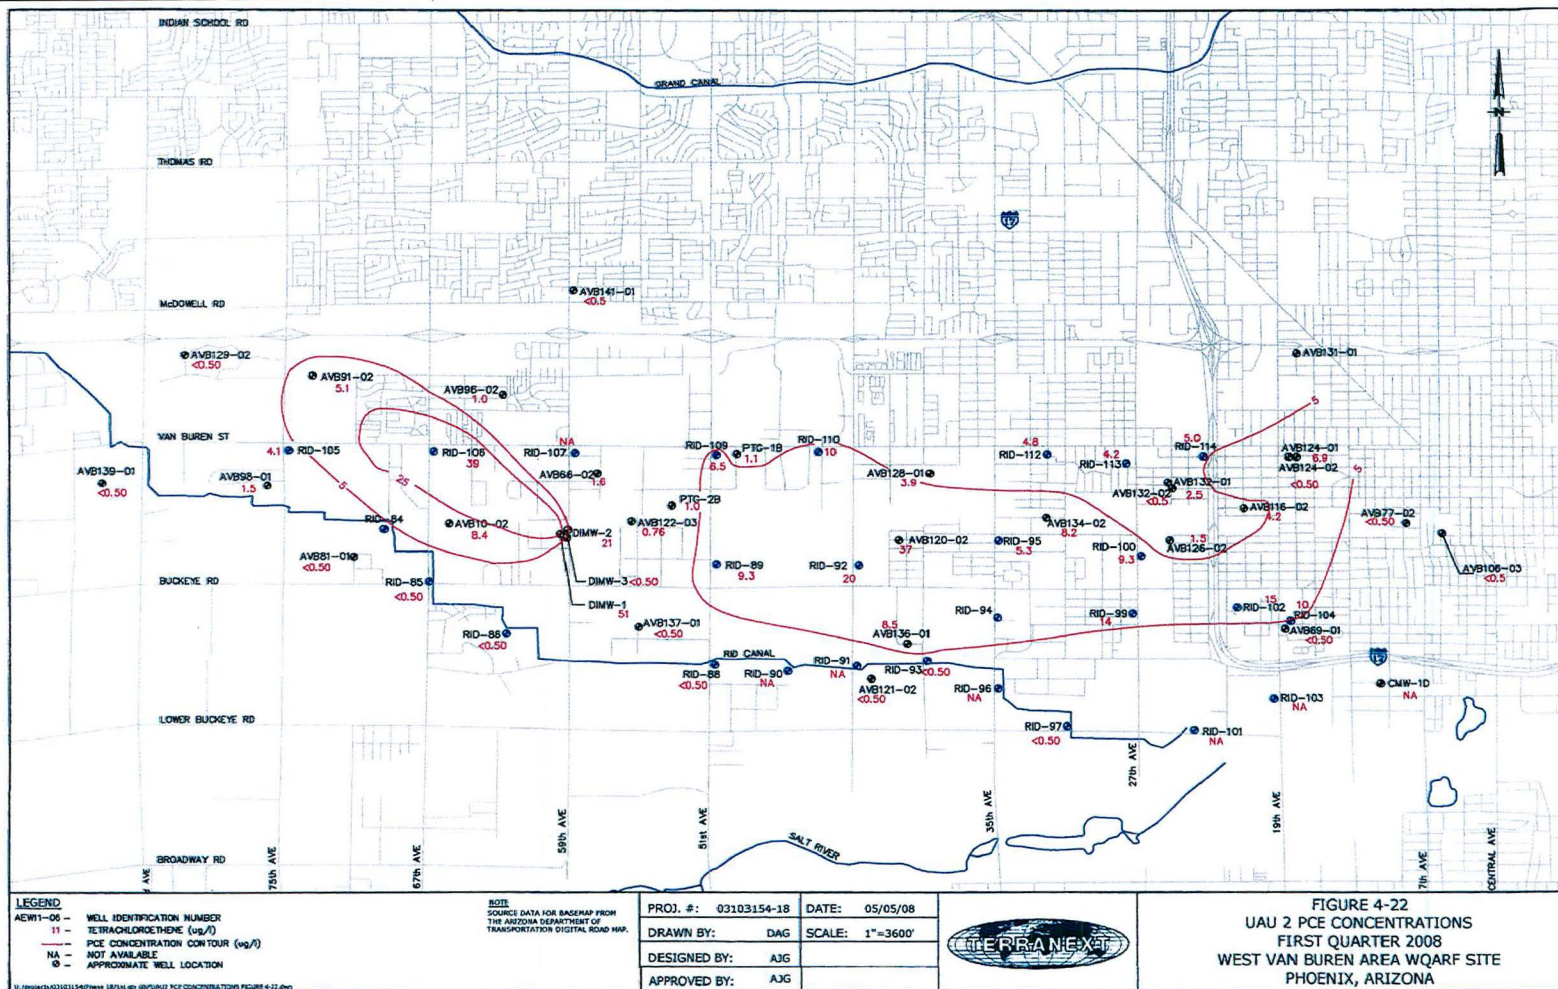 INDIAN SCHOOL RD
GRAND CANAL
THOMAS RD
N
17
AVB141-01
<0.5
McDOWELL RD
AVB129-02
<0.50
AVB91-02
5.1
AVB96-02
1.0
AVB131-01
5
VAN BUREN ST
4.1
RID-105
RID-106
39
NA
RID-107
RID-109
6.5
PTG-1B
1.1
RID-110
10
4.8
RID-112
4.2
RID-113
5.0
RID-114
AVB124-01
6.9
AVB124-02
<0.50
5
AVB139-01
<0.50
AVB98-01
1.5
5
25
AVB66-02
1.6
AVB128-01
3.9
AVB132-01
2.5
AVB132-02
<0.5
PTG-2B
1.0
AVB116-02
4.2
AVB77-02
<0.50
RID-84
AVB10-02
8.4
DIMW-2
21
AVB122-03
0.76
AVB120-02
37
RID-95
5.3
AVB134-02
8.2
RID-100
9.3
1.5
AVB126-02
AVB81-01
<0.50
RID-89
9.3
RID-92
20
AVB106-03
<0.5
BUCKEYE RD
RID-85
<0.50
DIMW-3
<0.50
DIMW-1
51
RID-94
RID-99
14
15
RID-102
10
RID-104
AVB69-01
<0.50
RID-86
<0.50
AVB137-01
<0.50
8.5
AVB136-01
RID CANAL
RID-88
<0.50
RID-90
NA
RID-91
NA
RID-93
<0.50
AVB121-02
<0.50
RID-96
NA
17
CMW-1D
NA
RID-103
NA
LOWER BUCKEYE RD
RID-97
<0.50
RID-101
NA
BROADWAY RD
SALT RIVER
AVE
75th AVE
67th AVE
59th AVE
51st AVE
35th AVE
27th AVE
19th AVE
7th AVE
CENTRAL AVE
LEGEND
AEW11-06 - WELL IDENTIFICATION NUMBER
11 - TETRACHLOROETHENE (ug/l)
PCE CONCENTRATION CONTOUR (ug/l)
NA - NOT AVAILABLE
- APPROXIMATE WELL LOCATION
NOTE
SOURCE DATA FOR BASEMAP FROM
THE ARIZONA DEPARTMENT OF
TRANSPORTATION DIGITAL ROAD MAP.
PROJ. #: 03103154-18 DATE: 05/05/08
DRAWN BY: DAG SCALE: 1"=3600'
DESIGNED BY: AJG
APPROVED BY: AJG
TERRANEXT
FIGURE 4-22
UAU 2 PCE CONCENTRATIONS
FIRST QUARTER 2008
WEST VAN BUREN AREA WQARF SITE
PHOENIX, ARIZONA